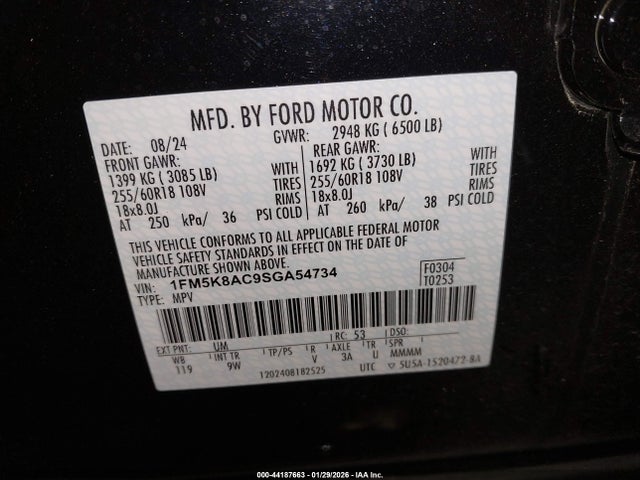 MFD. BY FORD MOTOR CO.
DATE: 08/24 GVWR: 2948 KG ( 6500 LB)
FRONT GAWR: REAR GAWR:
1399 KG ( 3085 LB) WITH 1692 KG ( 3730 LB) WITH
255/60R18 108V TIRES 255/60R18 108V TIRES
18x8.0J RIMS 18x8.0J RIMS
AT 250 kPa/ 36 PSI COLD AT 260 kPa/ 38 PSI COLD
THIS VEHICLE CONFORMS TO ALL APPLICABLE FEDERAL MOTOR
VEHICLE SAFETY STANDARDS IN EFFECT ON THE DATE OF
MANUFACTURE SHOWN ABOVE.
VIN: 1FM5K8AC9SGA54734 F0304
TYPE: MPV T0253
EXT PNT: UM RC: 53 DSO:
WB INT TR TP/PS R AXLE TR SPR
119 9W V 3A U MMMM
1202408182525 UTC ▽ 5U5A-1520472-8A
000-44187663 - 01/29/2026 - IAA Inc.